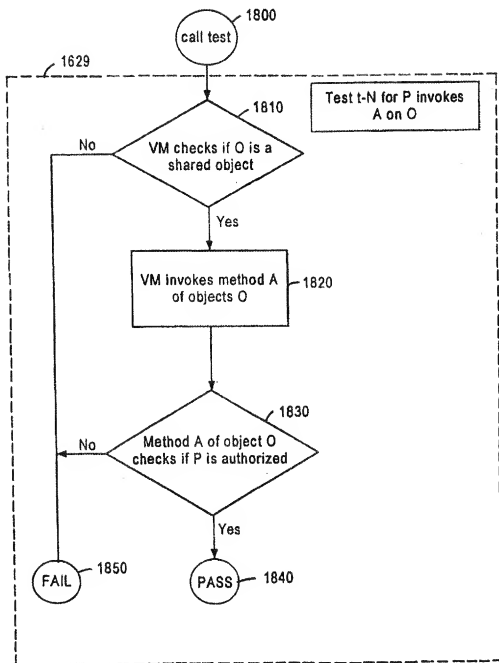 1800
call test
1629
1810
Test t-N for P invokes
A on O
No
VM checks if O is a
shared object
Yes
VM invokes method A
of objects O
1820
1830
No
Method A of object O
checks if P is authorized
Yes
FAIL
1850
PASS
1840